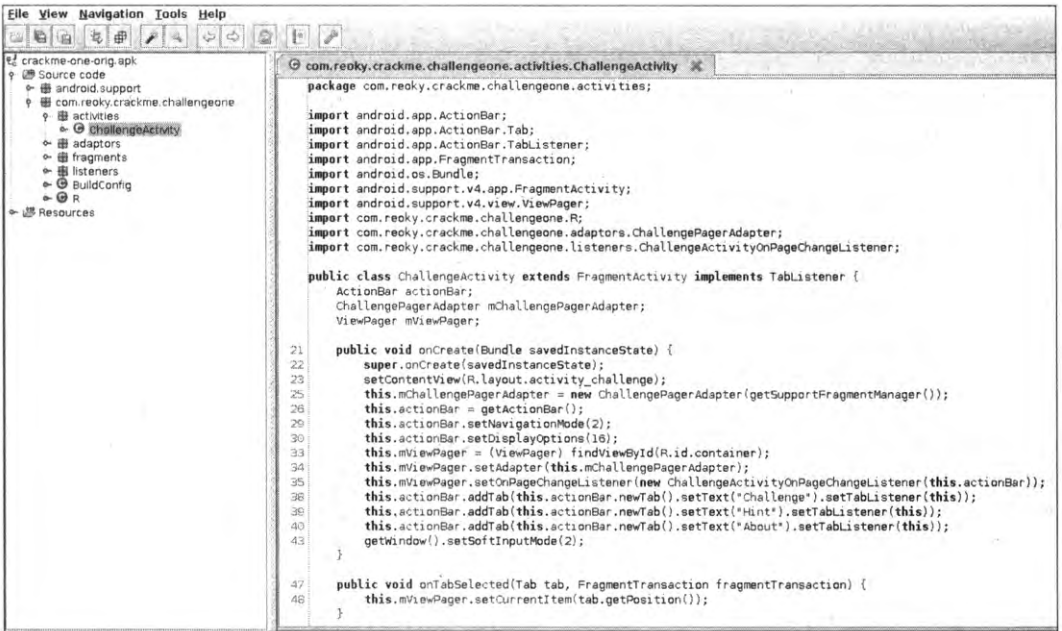 File View Navigation Tools Help
crackme-one-orig.apk
Source code
android.support
com.reoky.crackme.challengeone
activities
ChallengeActivity
adaptors
fragments
listeners
BuildConfig
R
Resources
com.reoky.crackme.challengeone.activities.ChallengeActivity
package com.reoky.crackme.challengeone.activities;
import android.app.ActionBar;
import android.app.ActionBar.Tab;
import android.app.ActionBar.TabListener;
import android.app.FragmentTransaction;
import android.os.Bundle;
import android.support.v4.app.FragmentActivity;
import android.support.v4.view.ViewPager;
import com.reoky.crackme.challengeone.R;
import com.reoky.crackme.challengeone.adaptors.ChallengePagerAdapter;
import com.reoky.crackme.challengeone.listeners.ChallengeActivityOnPageChangeListener;
public class ChallengeActivity extends FragmentActivity implements TabListener {
ActionBar actionBar;
ChallengePagerAdapter mChallengePagerAdapter;
ViewPager mViewPager;
21 public void onCreate(Bundle savedInstanceState) {
22 super.onCreate(savedInstanceState);
23 setContentView(R.layout.activity_challenge);
25 this.mChallengePagerAdapter = new ChallengePagerAdapter(getSupportFragmentManager());
26 this.actionBar = getActionBar();
29 this.actionBar.setNavigationMode(2);
30 this.actionBar.setDisplayOptions(16);
33 this.mViewPager = (ViewPager) findViewById(R.id.container);
34 this.mViewPager.setAdapter(this.mChallengePagerAdapter);
35 this.mViewPager.setOnPageChangeListener(new ChallengeActivityOnPageChangeListener(this.actionBar));
38 this.actionBar.addTab(this.actionBar.newTab().setText("Challenge").setTabListener(this));
39 this.actionBar.addTab(this.actionBar.newTab().setText("Hint").setTabListener(this));
40 this.actionBar.addTab(this.actionBar.newTab().setText("About").setTabListener(this));
43 getWindow().setSoftInputMode(2);
}
47 public void onTabSelected(Tab tab, FragmentTransaction fragmentTransaction) {
48 this.mViewPager.setCurrentItem(tab.getPosition());
}